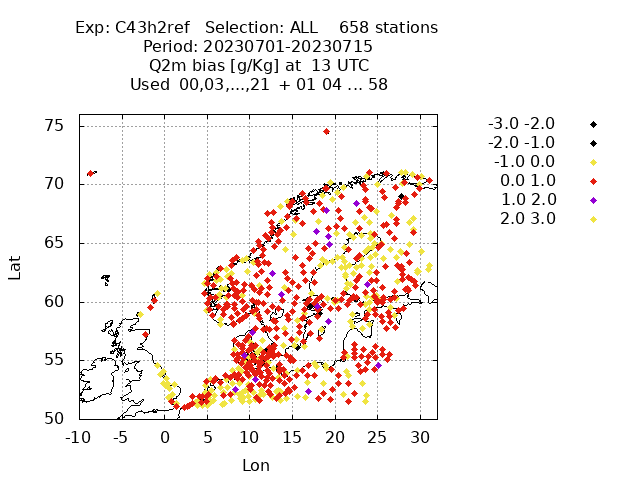 Exp: C43h2ref   Selection: ALL    658 stations
Period: 20230701-20230715
Q2m bias [g/Kg] at  13 UTC
Used  00,03,...,21  + 01 04 ... 58
-3.0 -2.0
-2.0 -1.0
-1.0 0.0
0.0 1.0
1.0 2.0
2.0 3.0
75
70
65
60
55
50
Lat
-10 -5 0 5 10 15 20 25 30
Lon